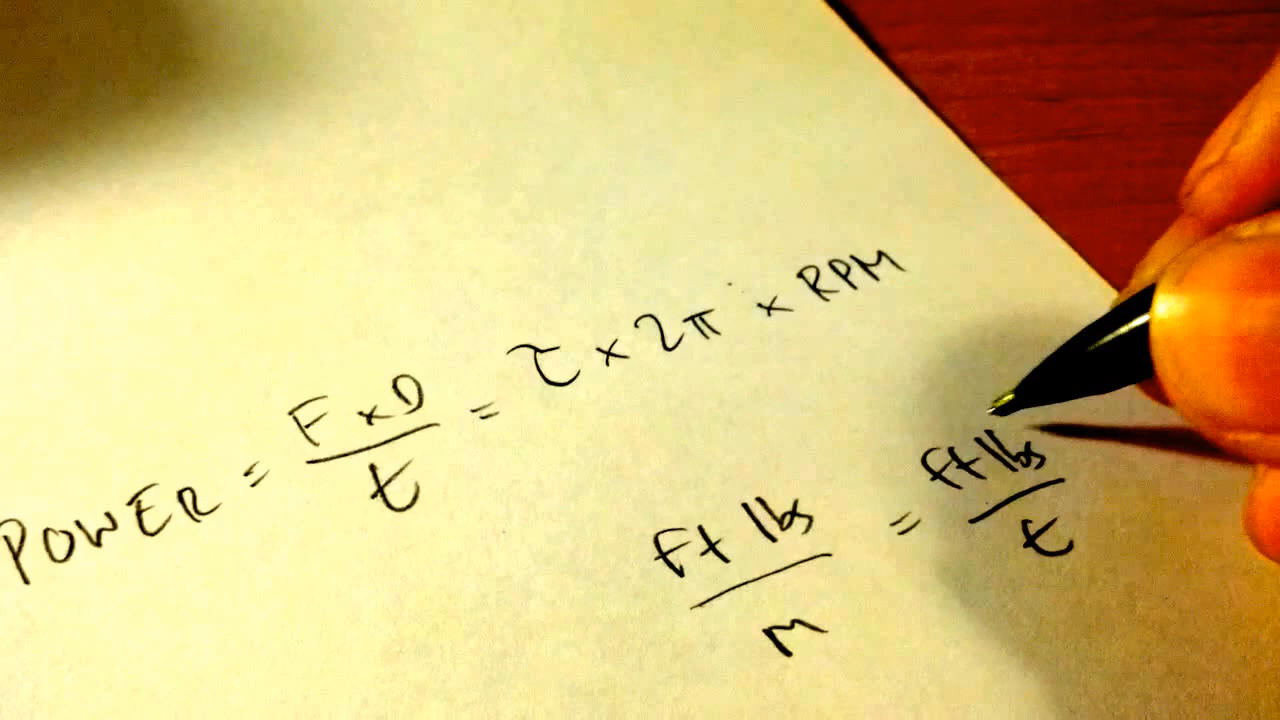 POWER = F x D / t = τ x 2π x RPM
Ft lbs / M = Ft lbs / t